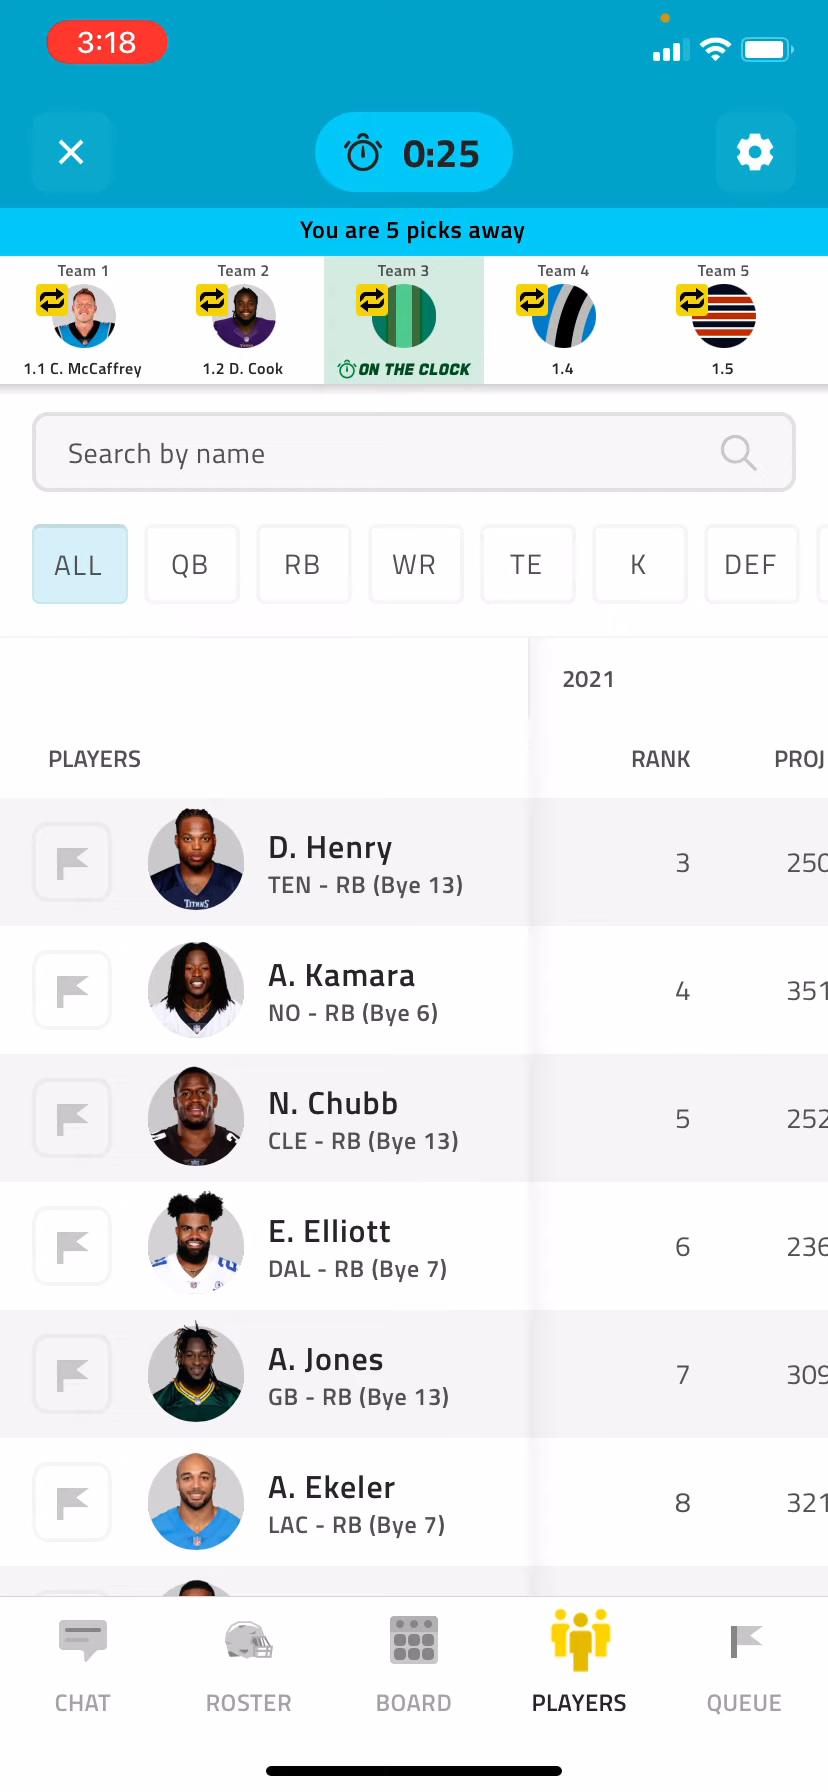 3:18
0:25
You are 5 picks away
Team 1 Team 2 Team 3 Team 4 Team 5
1.1 C. McCaffrey 1.2 D. Cook ON THE CLOCK 1.4 1.5
Search by name
ALL QB RB WR TE K DEF
2021
PLAYERS RANK PROJ
D. Henry
TEN - RB (Bye 13)
3 250
A. Kamara
NO - RB (Bye 6)
4 351
N. Chubb
CLE - RB (Bye 13)
5 252
E. Elliott
DAL - RB (Bye 7)
6 236
A. Jones
GB - RB (Bye 13)
7 309
A. Ekeler
LAC - RB (Bye 7)
8 321
CHAT ROSTER BOARD PLAYERS QUEUE